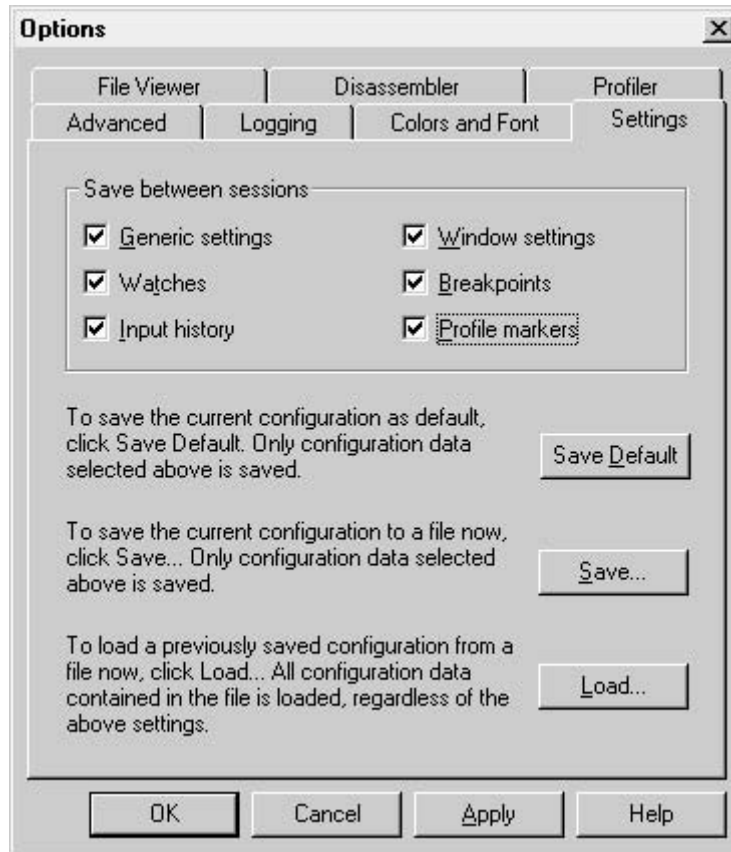 Options
File Viewer
Disassembler
Profiler
Advanced
Logging
Colors and Font
Settings
Save between sessions
Generic settings
Window settings
Watches
Breakpoints
Input history
Profile markers
To save the current configuration as default,
click Save Default. Only configuration data
selected above is saved.
Save Default
To save the current configuration to a file now,
click Save... Only configuration data selected
above is saved.
Save...
To load a previously saved configuration from a
file now, click Load... All configuration data
contained in the file is loaded, regardless of the
above settings.
Load...
OK
Cancel
Apply
Help